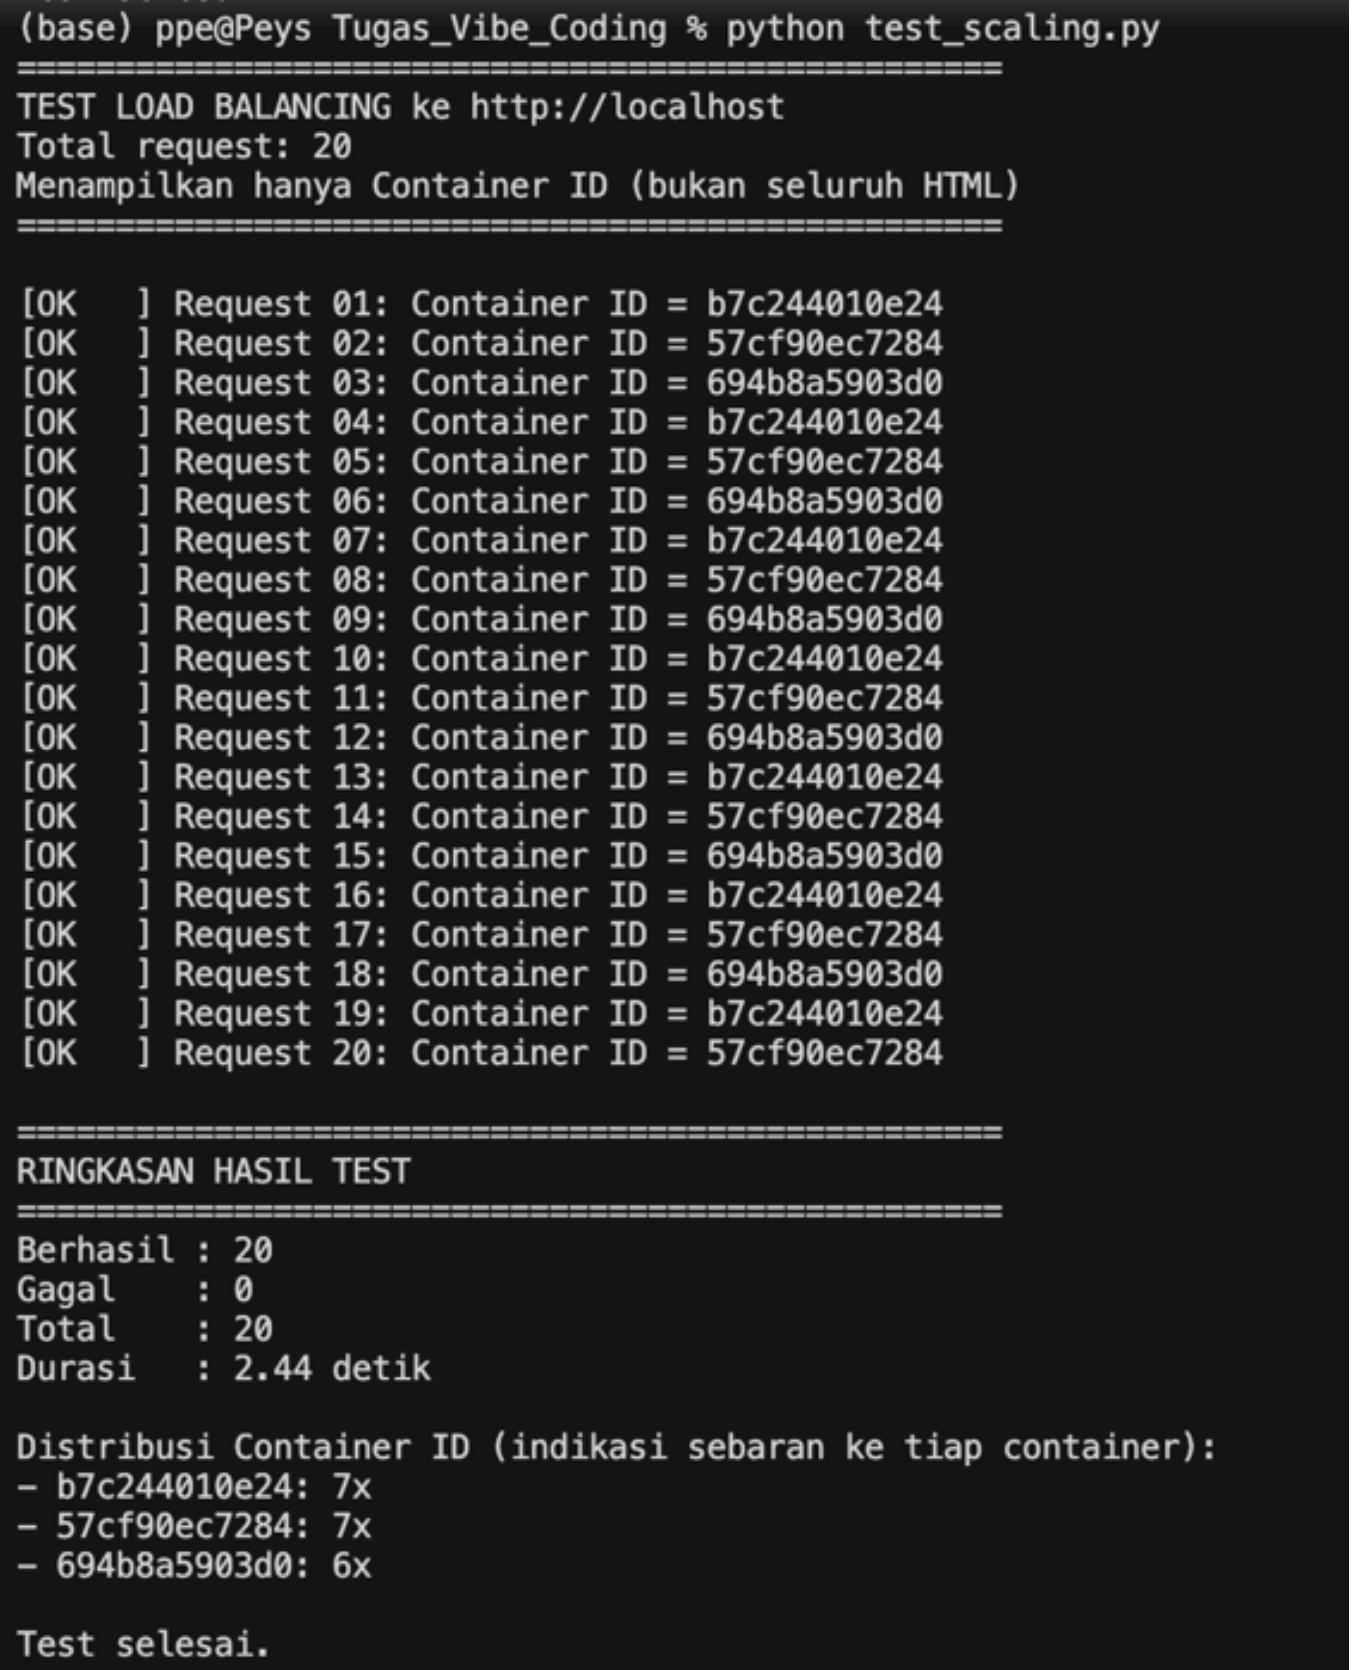 (base) ppe@Peys Tugas_Vibe_Coding % python test_scaling.py
==================================================
TEST LOAD BALANCING ke http://localhost
Total request: 20
Menampilkan hanya Container ID (bukan seluruh HTML)
==================================================
[OK   ] Request 01: Container ID = b7c244010e24
[OK   ] Request 02: Container ID = 57cf90ec7284
[OK   ] Request 03: Container ID = 694b8a5903d0
[OK   ] Request 04: Container ID = b7c244010e24
[OK   ] Request 05: Container ID = 57cf90ec7284
[OK   ] Request 06: Container ID = 694b8a5903d0
[OK   ] Request 07: Container ID = b7c244010e24
[OK   ] Request 08: Container ID = 57cf90ec7284
[OK   ] Request 09: Container ID = 694b8a5903d0
[OK   ] Request 10: Container ID = b7c244010e24
[OK   ] Request 11: Container ID = 57cf90ec7284
[OK   ] Request 12: Container ID = 694b8a5903d0
[OK   ] Request 13: Container ID = b7c244010e24
[OK   ] Request 14: Container ID = 57cf90ec7284
[OK   ] Request 15: Container ID = 694b8a5903d0
[OK   ] Request 16: Container ID = b7c244010e24
[OK   ] Request 17: Container ID = 57cf90ec7284
[OK   ] Request 18: Container ID = 694b8a5903d0
[OK   ] Request 19: Container ID = b7c244010e24
[OK   ] Request 20: Container ID = 57cf90ec7284
==================================================
RINGKASAN HASIL TEST
==================================================
Berhasil : 20
Gagal    : 0
Total    : 20
Durasi   : 2.44 detik
Distribusi Container ID (indikasi sebaran ke tiap container):
- b7c244010e24: 7x
- 57cf90ec7284: 7x
- 694b8a5903d0: 6x
Test selesai.